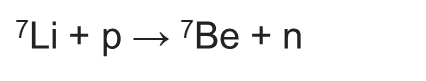 ⁷Li + p → ⁷Be + n